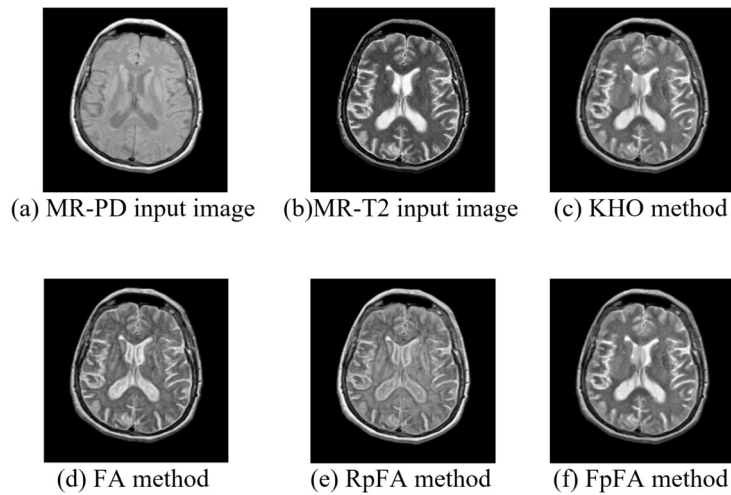 (a) MR-PD input image
(b)MR-T2 input image
(c) KHO method
(d) FA method
(e) RpFA method
(f) FpFA method